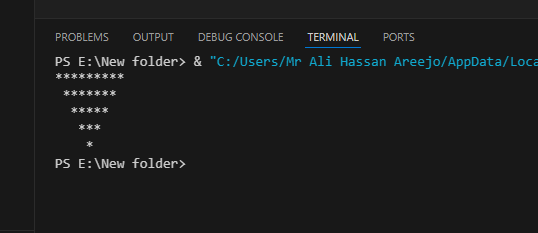 PROBLEMS OUTPUT DEBUG CONSOLE TERMINAL PORTS
PS E:\New folder> & "C:/Users/Mr Ali Hassan Areejo/AppData/Loca
*********
 *******
  *****
   ***
    *
PS E:\New folder>